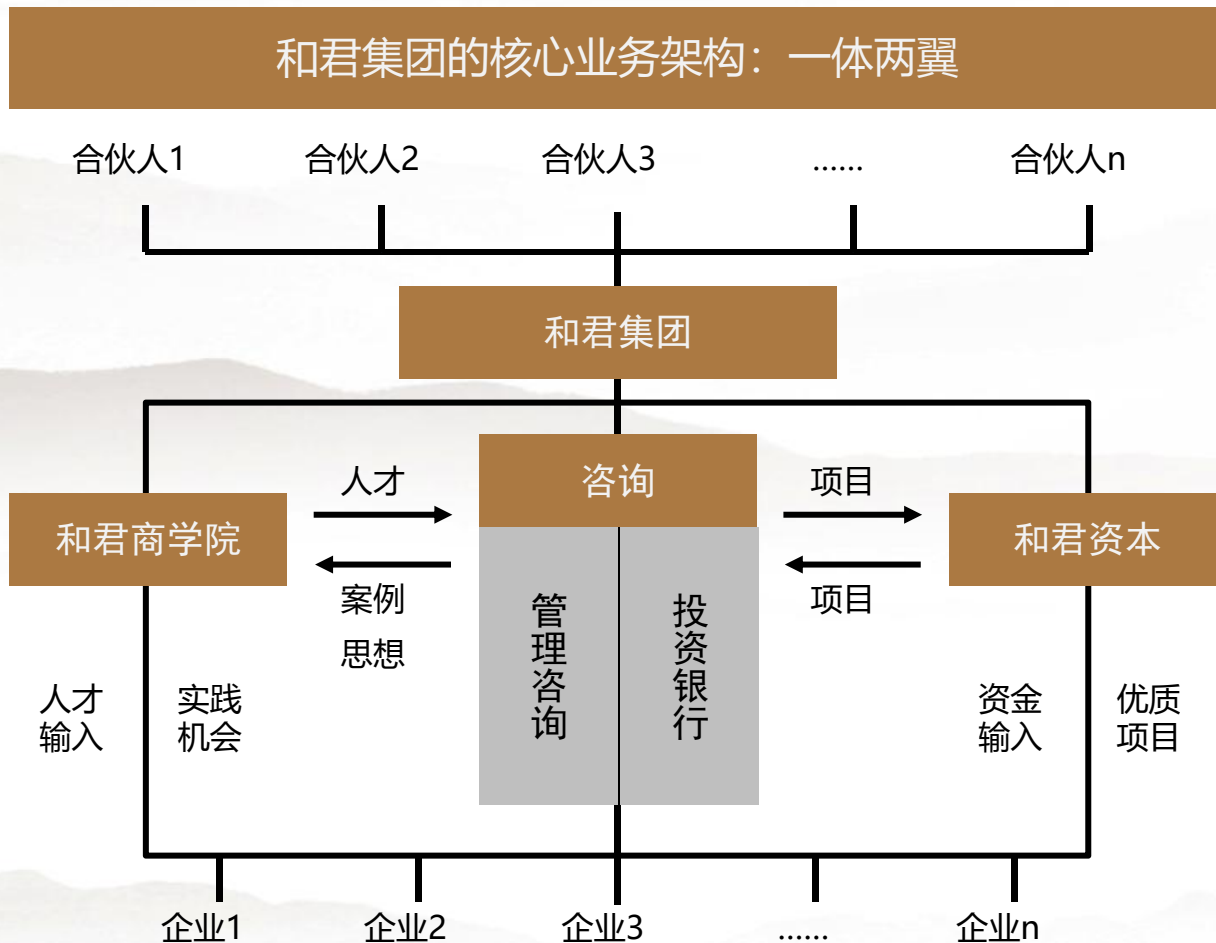 和君集团的核心业务架构：一体两翼
合伙人1
合伙人2
合伙人3
......
合伙人n
和君集团
咨询
人才
项目
和君商学院
和君资本
案例
思想
项目
管理咨询
投资银行
人才
输入
实践
机会
资金
输入
优质
项目
企业1
企业2
企业3
......
企业n